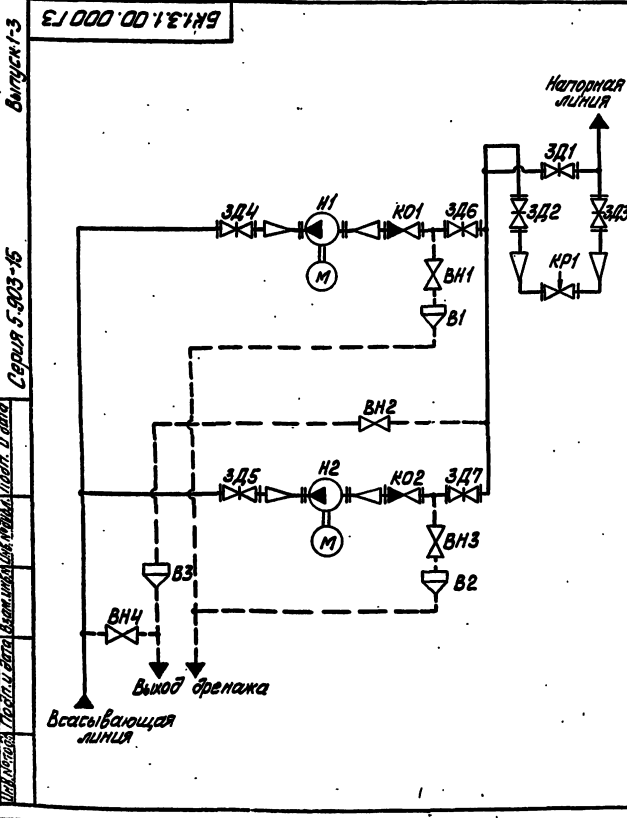 БК1.3.1.00.000 ГЗ
Выпуск 1-3
Серия 5.903-15
Напорная
линия
ЗД1
ЗД2
ЗД3
КР1
ЗД4
Н1
КО1
ЗД6
М
ВН1
В1
ВН2
ЗД5
Н2
КО2
ЗД7
М
ВН3
В3
В2
ВН4
Выход дренажа
Всасывающая
линия
Подп. и дата